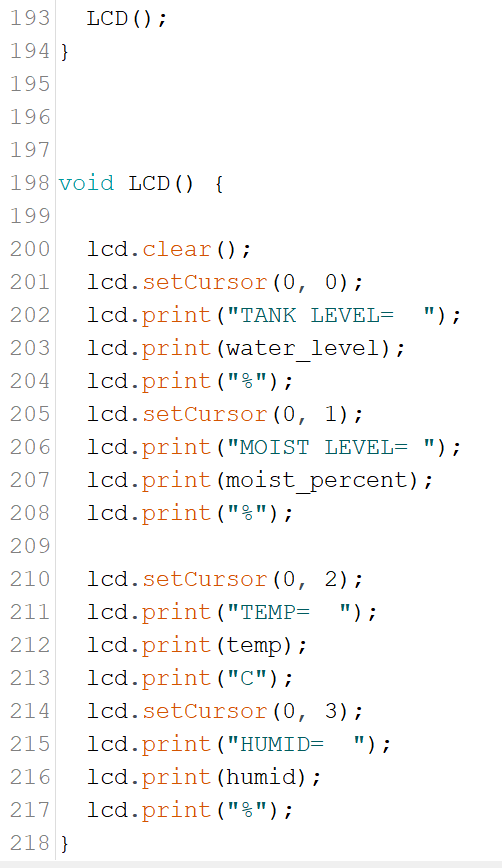 193   LCD();
194 }
195
196
197
198 void LCD() {
199
200   lcd.clear();
201   lcd.setCursor(0, 0);
202   lcd.print("TANK LEVEL=  ");
203   lcd.print(water_level);
204   lcd.print("%");
205   lcd.setCursor(0, 1);
206   lcd.print("MOIST LEVEL= ");
207   lcd.print(moist_percent);
208   lcd.print("%");
209
210   lcd.setCursor(0, 2);
211   lcd.print("TEMP=  ");
212   lcd.print(temp);
213   lcd.print("C");
214   lcd.setCursor(0, 3);
215   lcd.print("HUMID=  ");
216   lcd.print(humid);
217   lcd.print("%");
218 }